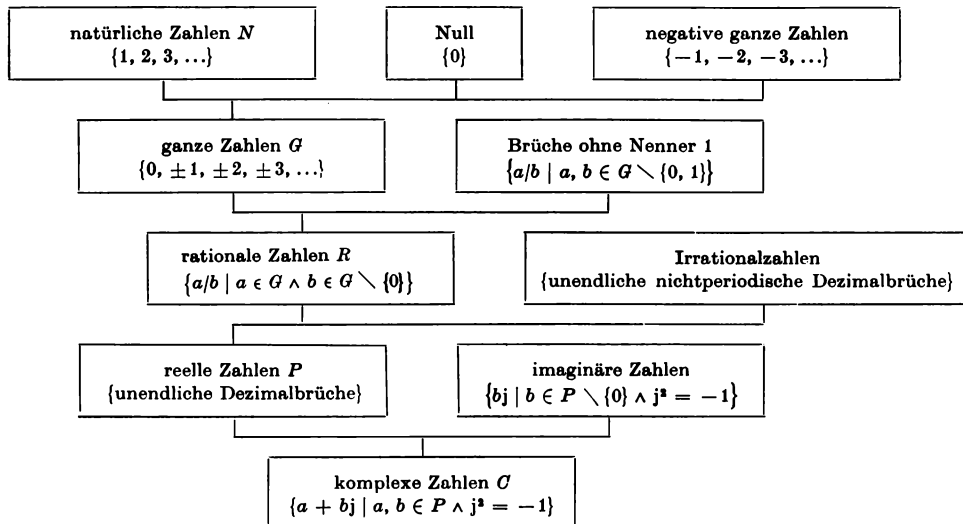 natürliche Zahlen N
{1, 2, 3, ...}
Null
{0}
negative ganze Zahlen
{−1, −2, −3, ...}
ganze Zahlen G
{0, ±1, ±2, ±3, ...}
Brüche ohne Nenner 1
{a/b | a, b ∈ G \ {0, 1}}
rationale Zahlen R
{a/b | a ∈ G ∧ b ∈ G \ {0}}
Irrationalzahlen
{unendliche nichtperiodische Dezimalbrüche}
reelle Zahlen P
{unendliche Dezimalbrüche}
imaginäre Zahlen
{bj | b ∈ P \ {0} ∧ j² = −1}
komplexe Zahlen C
{a + bj | a, b ∈ P ∧ j² = −1}